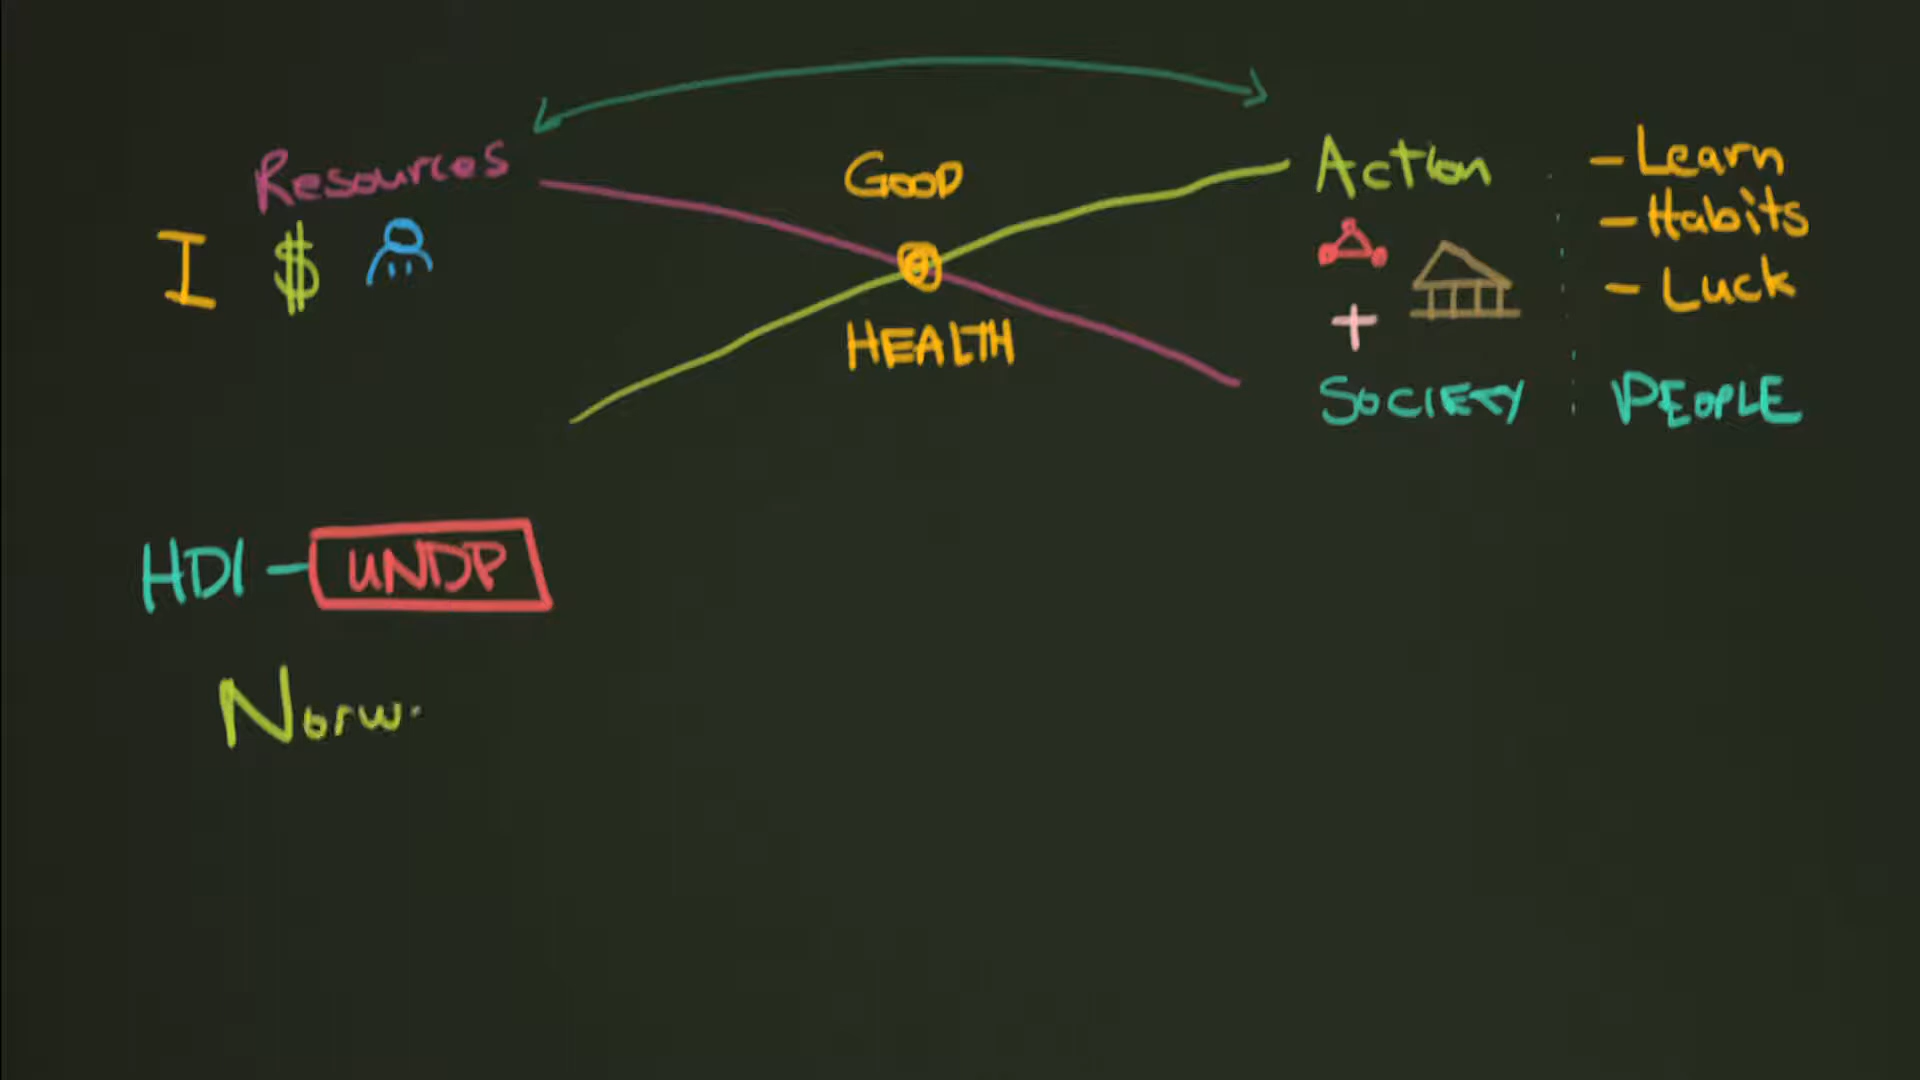 Resources
I $
GOOD
HEALTH
Action
+
SOCIETY
- Learn
- Habits
- Luck
PEOPLE
HDI - UNDP
Norw